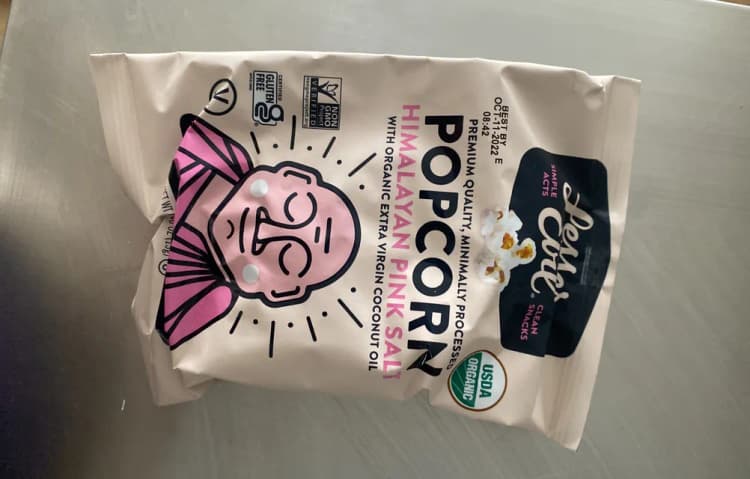 SIMPLE
ACTS
Lesser
Evil
CLEAN
SNACKS
BEST BY E
OCT-11-2022
08:42
PREMIUM QUALITY, MINIMALLY PROCESSED
POPCORN
HIMALAYAN PINK SALT
WITH ORGANIC EXTRA VIRGIN COCONUT OIL
USDA
ORGANIC
NON
GMO
Project
VERIFIED
CERTIFIED
GLUTEN
FREE
V